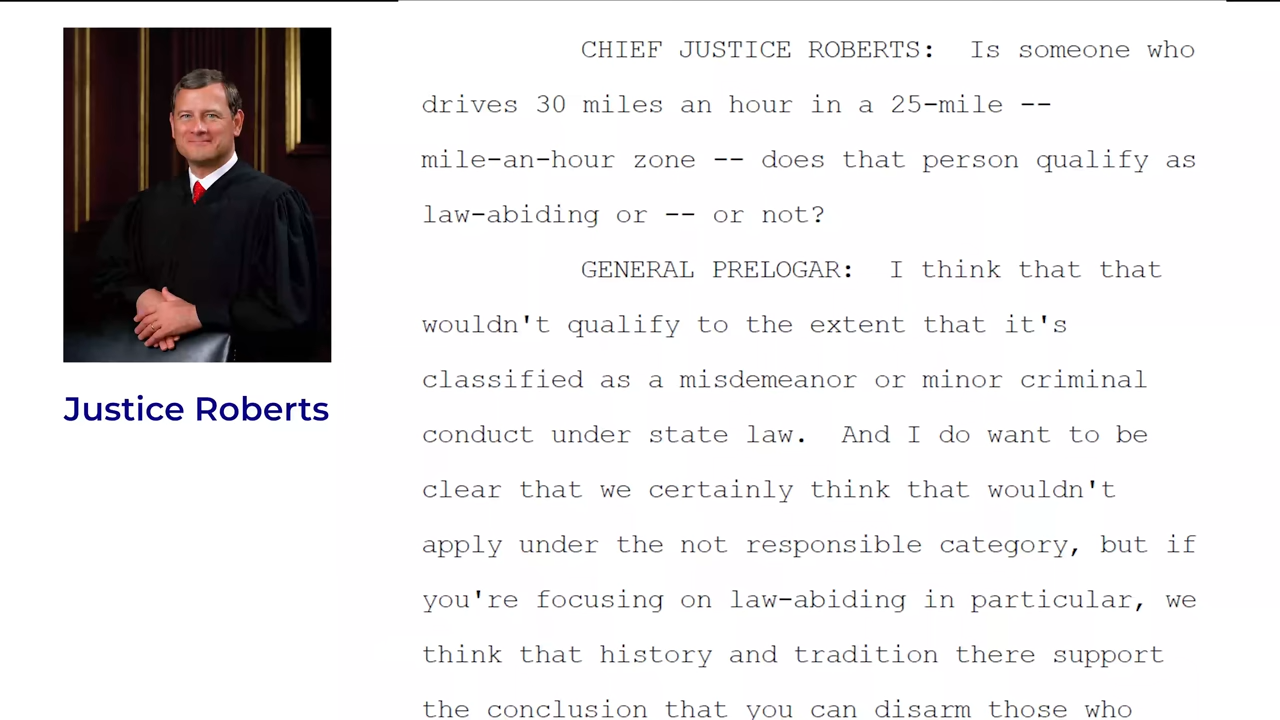 CHIEF JUSTICE ROBERTS:  Is someone who
drives 30 miles an hour in a 25-mile --
mile-an-hour zone -- does that person qualify as
law-abiding or -- or not?
GENERAL PRELOGAR:  I think that that
wouldn't qualify to the extent that it's
classified as a misdemeanor or minor criminal
conduct under state law.  And I do want to be
clear that we certainly think that wouldn't
apply under the not responsible category, but if
you're focusing on law-abiding in particular, we
think that history and tradition there support
the conclusion that you can disarm those who
Justice Roberts